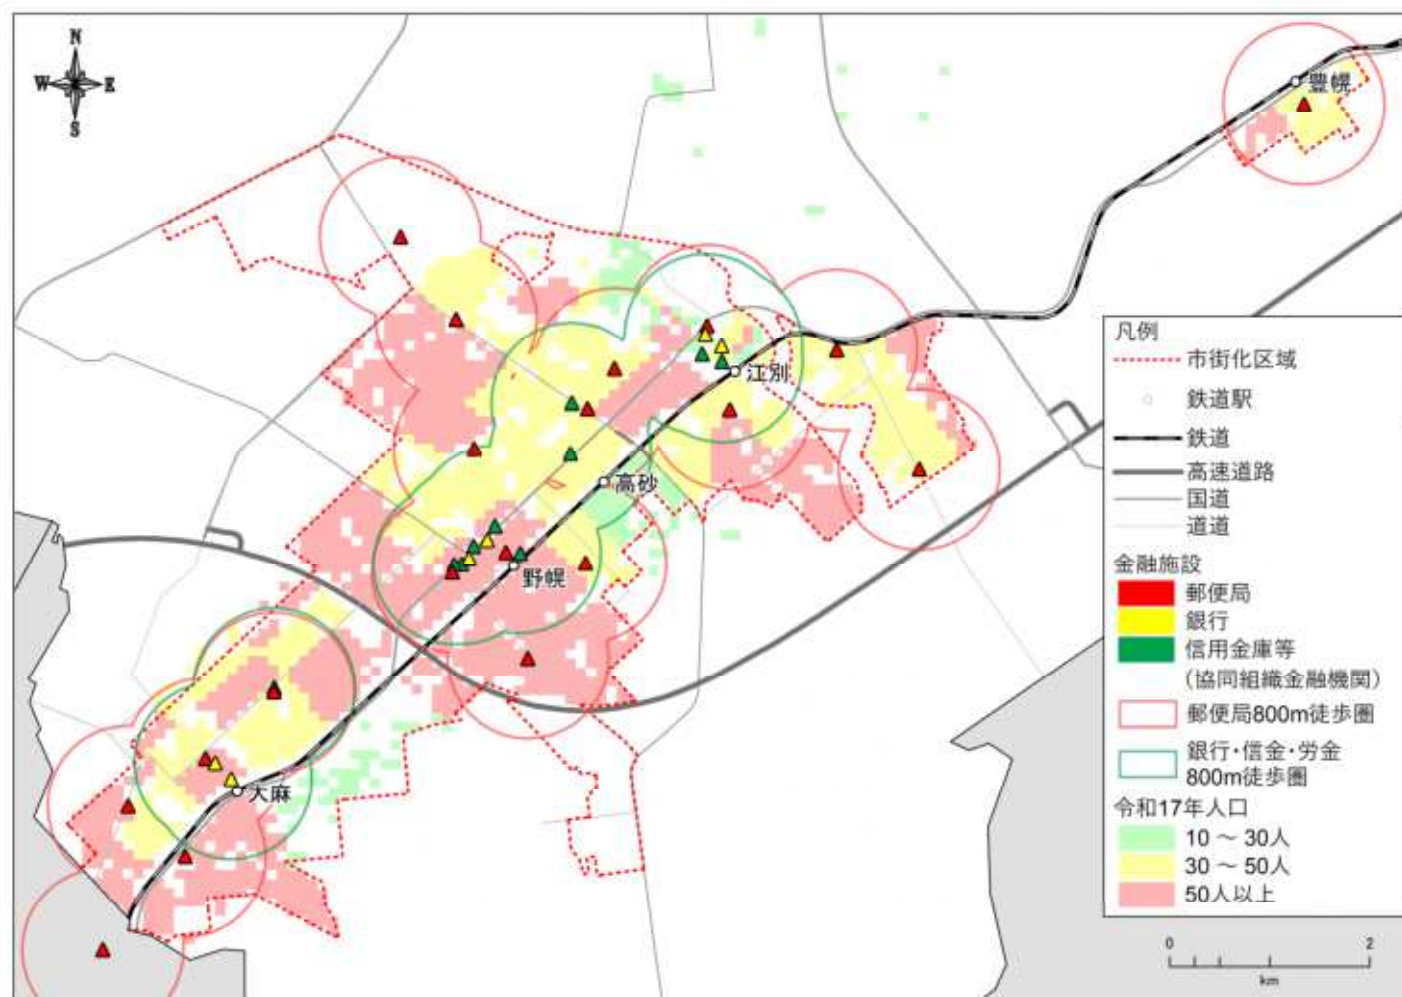 N
W E
S
豊幌
江別
高砂
野幌
大麻
凡例
市街化区域
鉄道駅
鉄道
高速道路
国道
道道
金融施設
郵便局
銀行
信用金庫等
(協同組織金融機関)
郵便局800m徒歩圏
銀行・信金・労金
800m徒歩圏
令和17年人口
10 ～ 30人
30 ～ 50人
50人以上
0 2
km